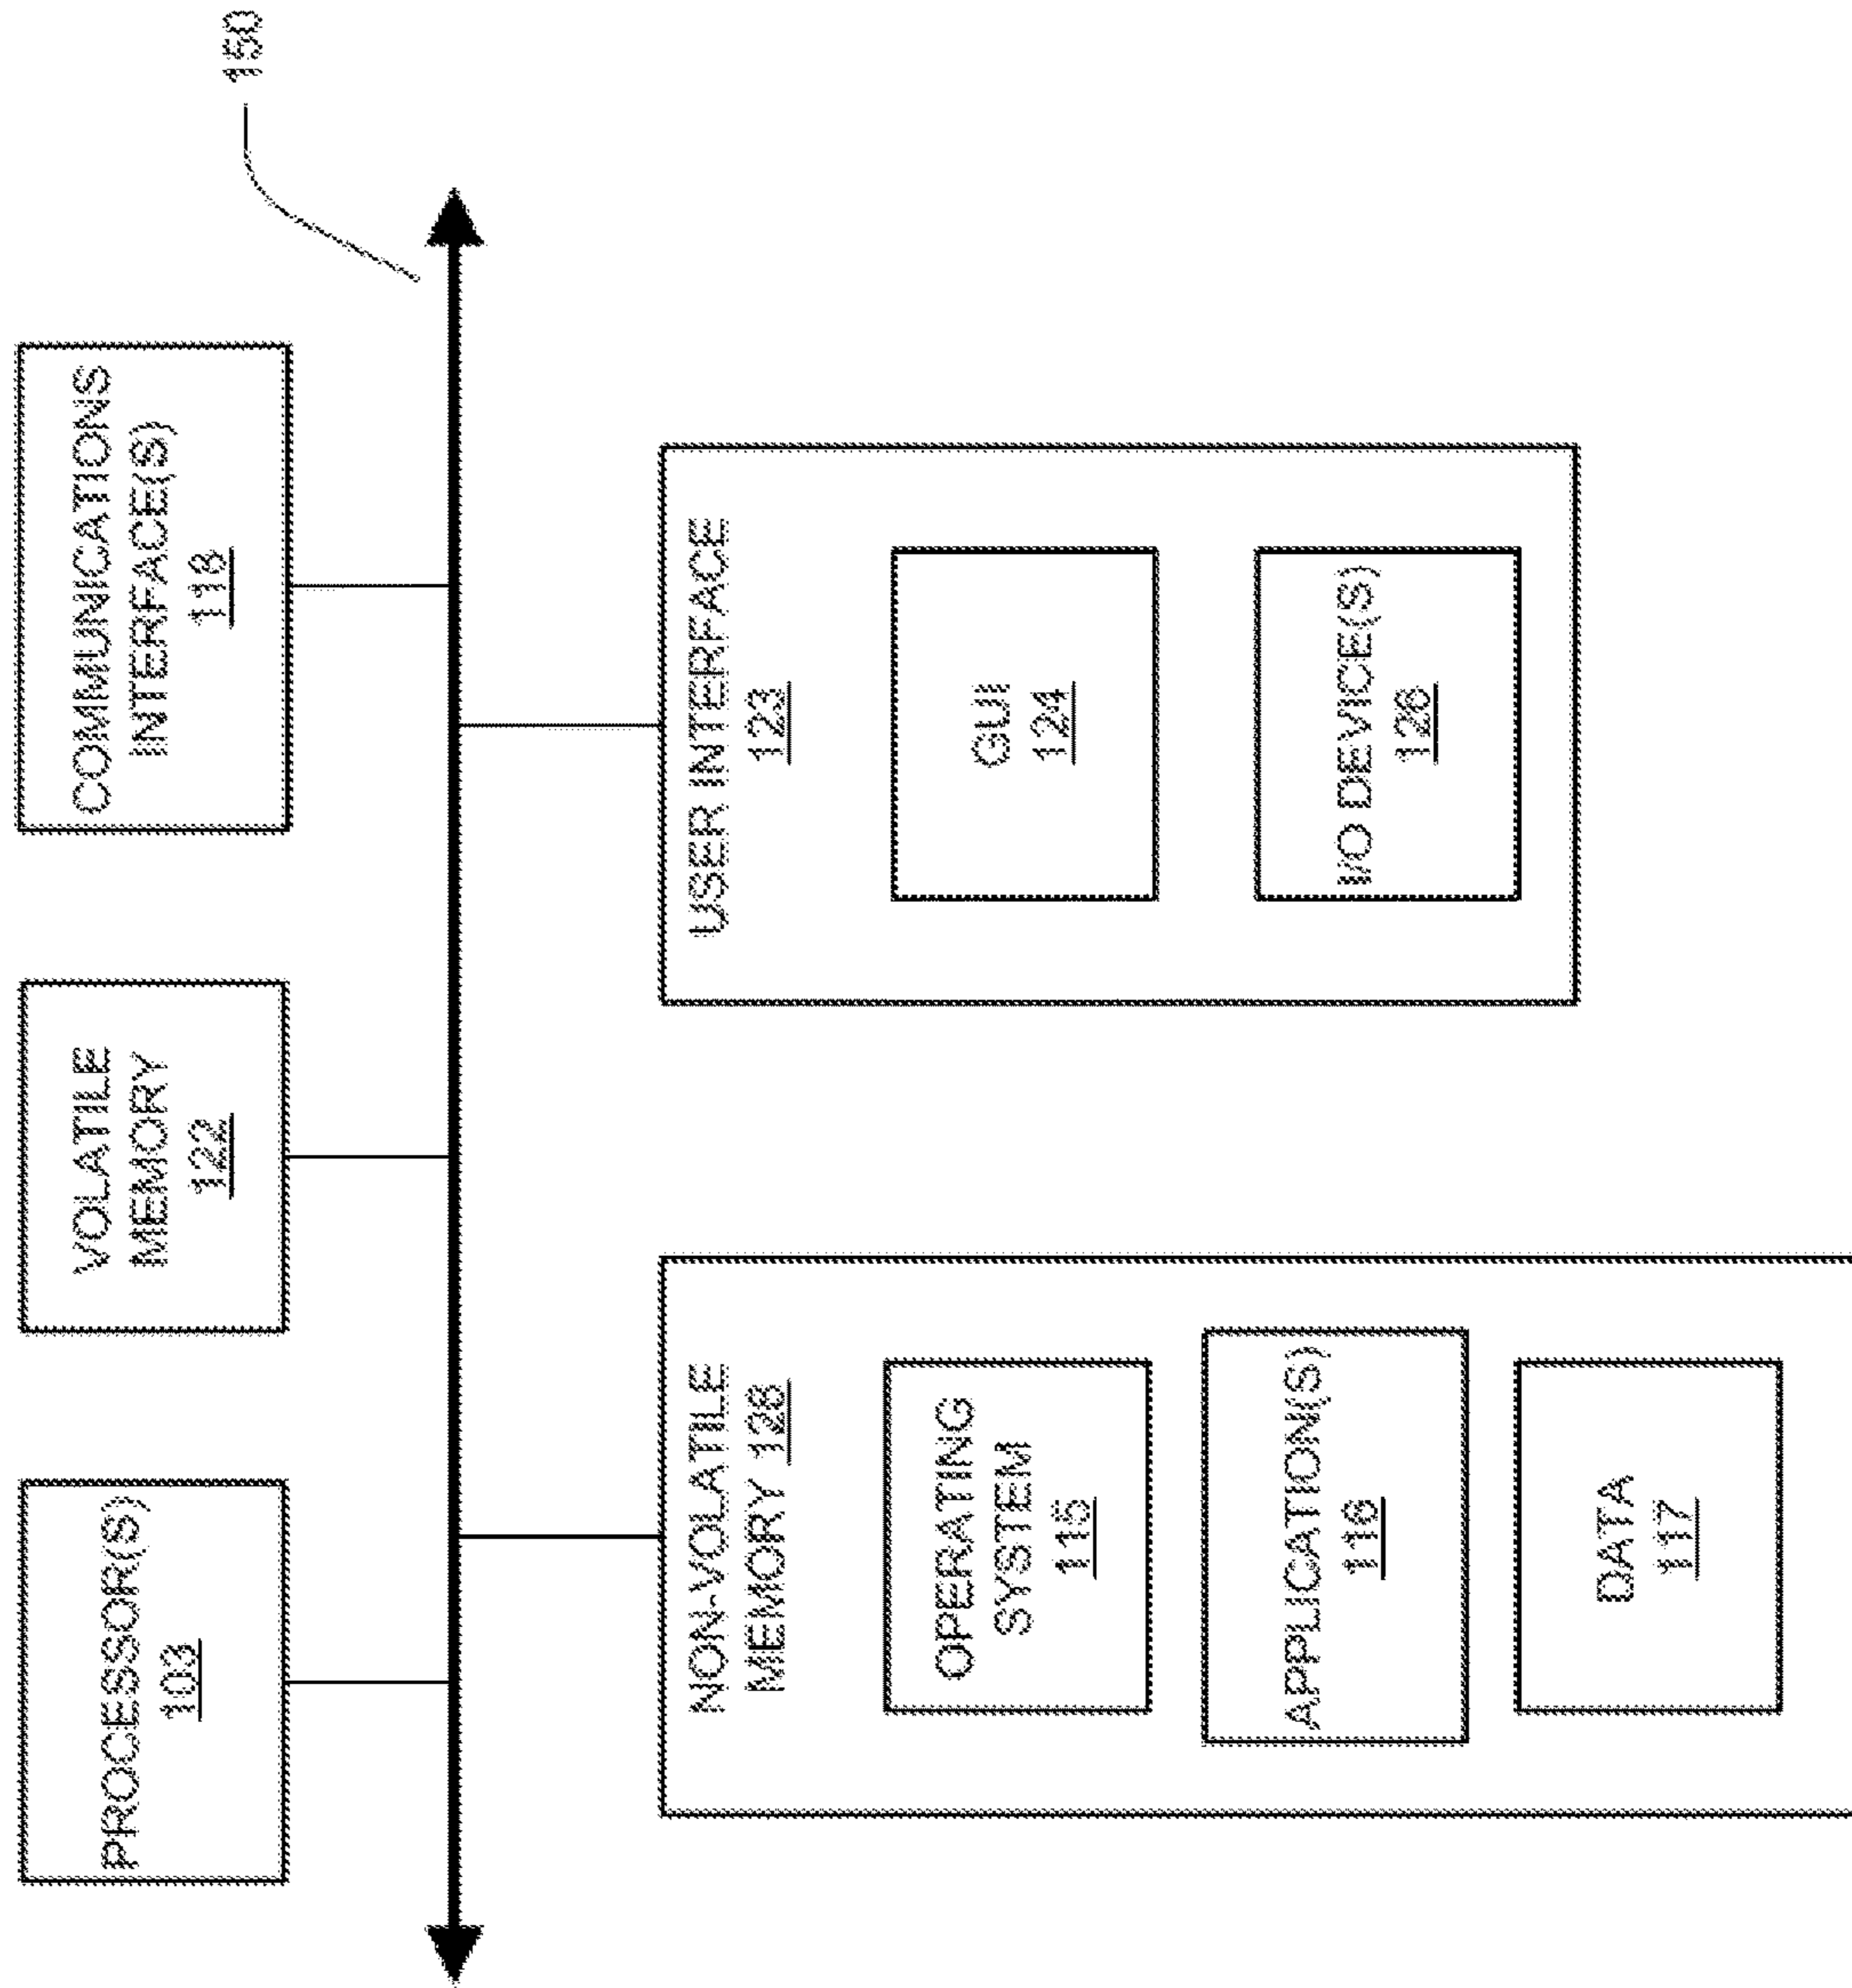 PROCESSOR(S)
103
VOLATILE
MEMORY
122
COMMUNICATIONS
INTERFACE(S)
118
150
NON-VOLATILE
MEMORY 128
OPERATING
SYSTEM
115
APPLICATION(S)
116
DATA
117
USER INTERFACE
123
GUI
124
I/O DEVICE(S)
126